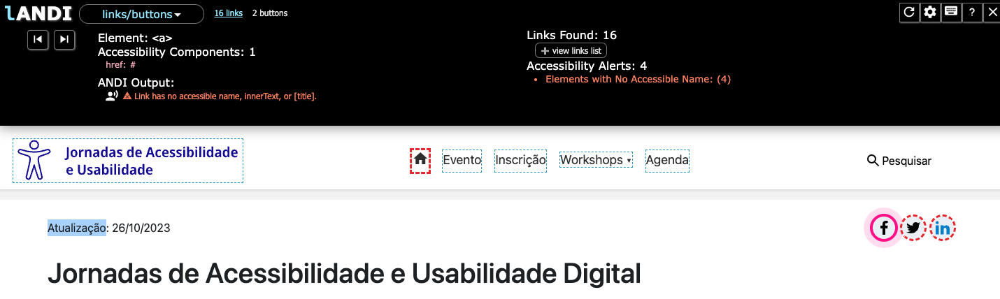 lANDI links/buttons 16 links 2 buttons ?
Element: <a>
Accessibility Components: 1
href: #
ANDI Output:
Link has no accessible name, innerText, or [title].
Links Found: 16
+ view links list
Accessibility Alerts: 4
• Elements with No Accessible Name: (4)
Jornadas de Acessibilidade
e Usabilidade
Evento Inscrição Workshops Agenda
Pesquisar
Atualização: 26/10/2023
f in
Jornadas de Acessibilidade e Usabilidade Digital